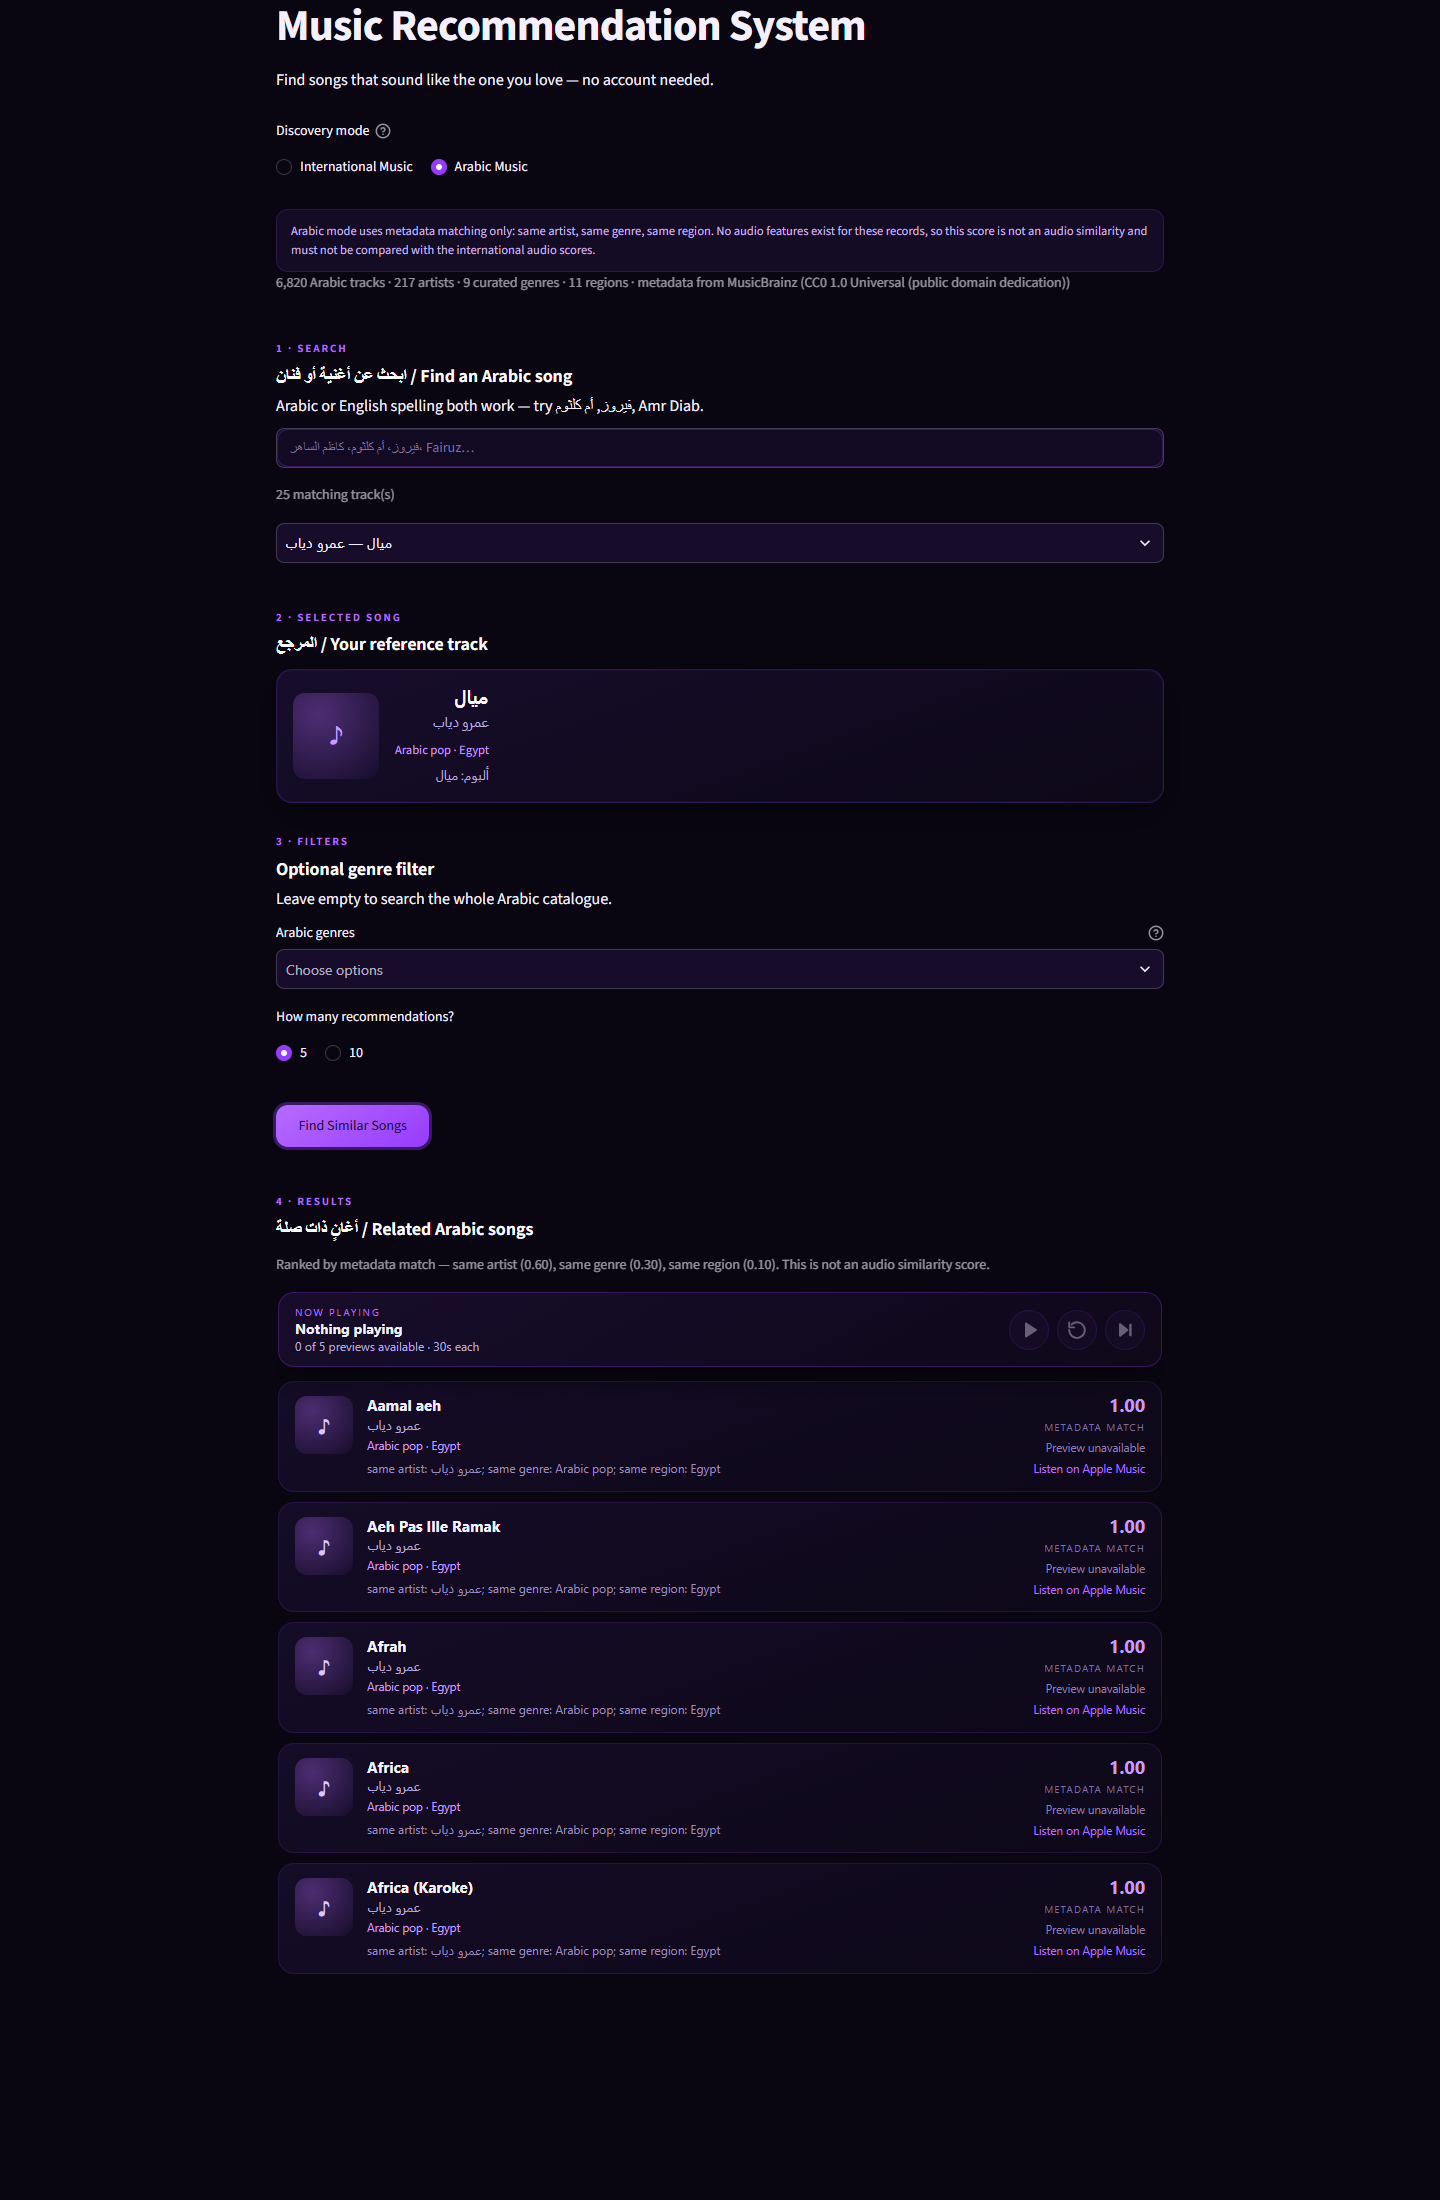 Music Recommendation System
Find songs that sound like the one you love — no account needed.
Discovery mode
International Music
Arabic Music
Arabic mode uses metadata matching only: same artist, same genre, same region. No audio features exist for these records, so this score is not an audio similarity and
must not be compared with the international audio scores.
6,820 Arabic tracks · 217 artists · 9 curated genres · 11 regions · metadata from MusicBrainz (CC0 1.0 Universal (public domain dedication))
1 · SEARCH
ابحث عن أغنية أو فنان / Find an Arabic song
Arabic or English spelling both work — try فيروز, أم كلثوم, Amr Diab.
فيروز، أم كلثوم، كاظم الساهر، Fairuz...
25 matching track(s)
ميال — عمرو دياب
2 · SELECTED SONG
المرجع / Your reference track
ميال
عمرو دياب
Arabic pop · Egypt
ألبوم: ميال
3 · FILTERS
Optional genre filter
Leave empty to search the whole Arabic catalogue.
Arabic genres
Choose options
How many recommendations?
5
10
Find Similar Songs
4 · RESULTS
أغانٍ ذات صلة / Related Arabic songs
Ranked by metadata match — same artist (0.60), same genre (0.30), same region (0.10). This is not an audio similarity score.
NOW PLAYING
Nothing playing
0 of 5 previews available · 30s each
Aamal aeh
عمرو دياب
Arabic pop · Egypt
same artist: عمرو دياب; same genre: Arabic pop; same region: Egypt
1.00
METADATA MATCH
Preview unavailable
Listen on Apple Music
Aeh Pas Ille Ramak
عمرو دياب
Arabic pop · Egypt
same artist: عمرو دياب; same genre: Arabic pop; same region: Egypt
1.00
METADATA MATCH
Preview unavailable
Listen on Apple Music
Afrah
عمرو دياب
Arabic pop · Egypt
same artist: عمرو دياب; same genre: Arabic pop; same region: Egypt
1.00
METADATA MATCH
Preview unavailable
Listen on Apple Music
Africa
عمرو دياب
Arabic pop · Egypt
same artist: عمرو دياب; same genre: Arabic pop; same region: Egypt
1.00
METADATA MATCH
Preview unavailable
Listen on Apple Music
Africa (Karoke)
عمرو دياب
Arabic pop · Egypt
same artist: عمرو دياب; same genre: Arabic pop; same region: Egypt
1.00
METADATA MATCH
Preview unavailable
Listen on Apple Music